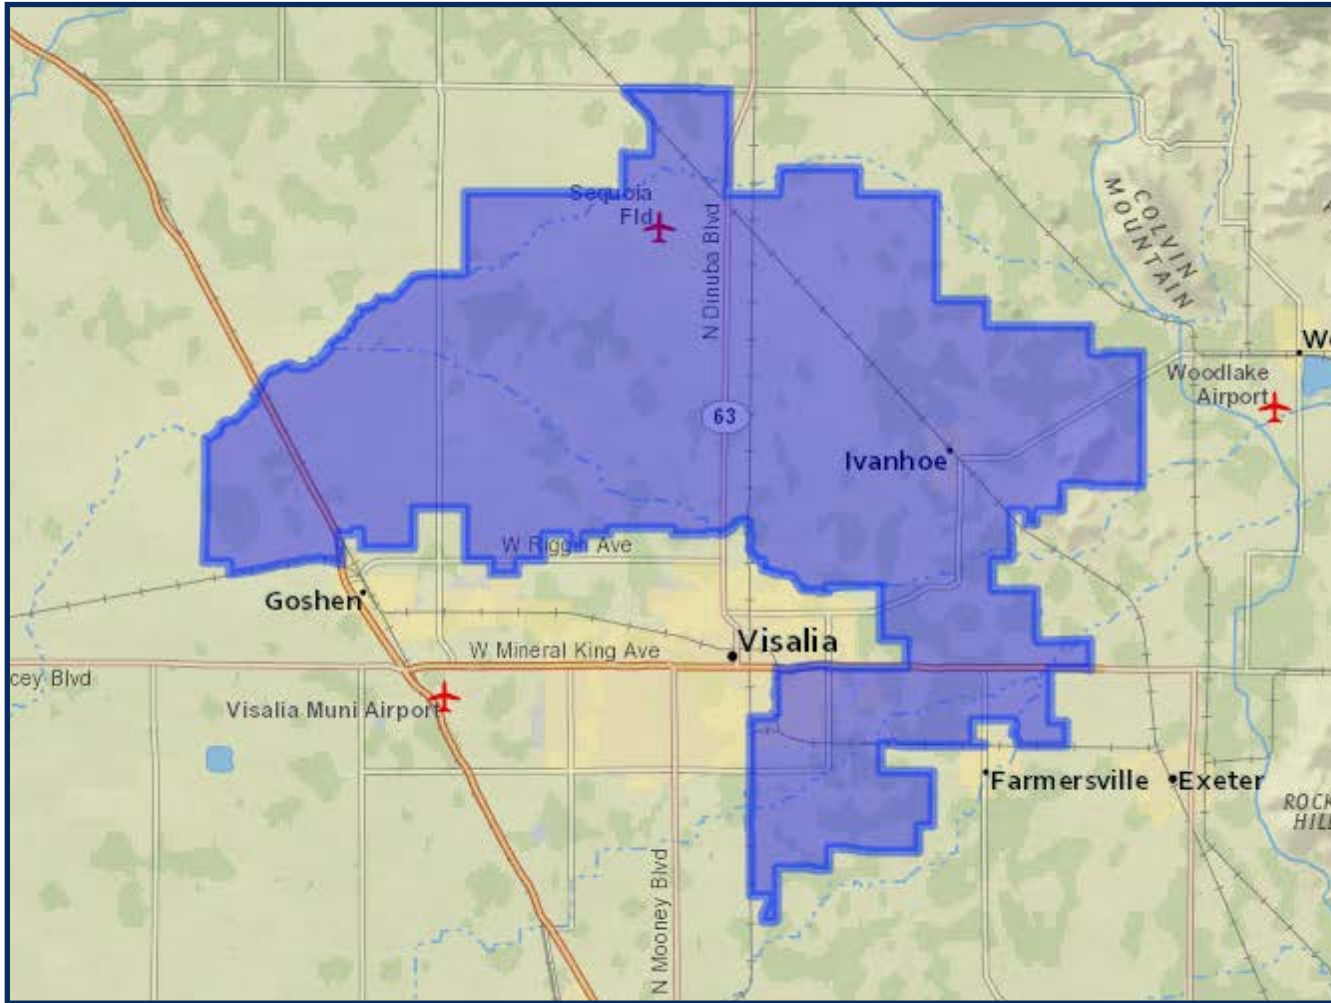 Sequoia
Fld
N Dinuba Blvd
COLVIN
MOUNTAIN
63
Woodlake
Airport
Ivanhoe
W Riggin Ave
Goshen
Visalia
W Mineral King Ave
cey Blvd
Visalia Muni Airport
Farmersville
Exeter
ROCK
HILL
N Mooney Blvd